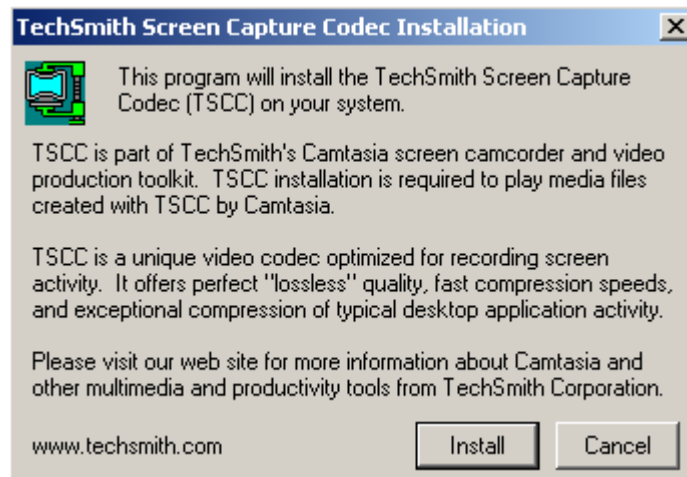 TechSmith Screen Capture Codec Installation
This program will install the TechSmith Screen Capture
Codec (TSCC) on your system.
TSCC is part of TechSmith's Camtasia screen camcorder and video
production toolkit.  TSCC installation is required to play media files
created with TSCC by Camtasia.
TSCC is a unique video codec optimized for recording screen
activity.  It offers perfect "lossless" quality, fast compression speeds,
and exceptional compression of typical desktop application activity.
Please visit our web site for more information about Camtasia and
other multimedia and productivity tools from TechSmith Corporation.
www.techsmith.com
Install
Cancel